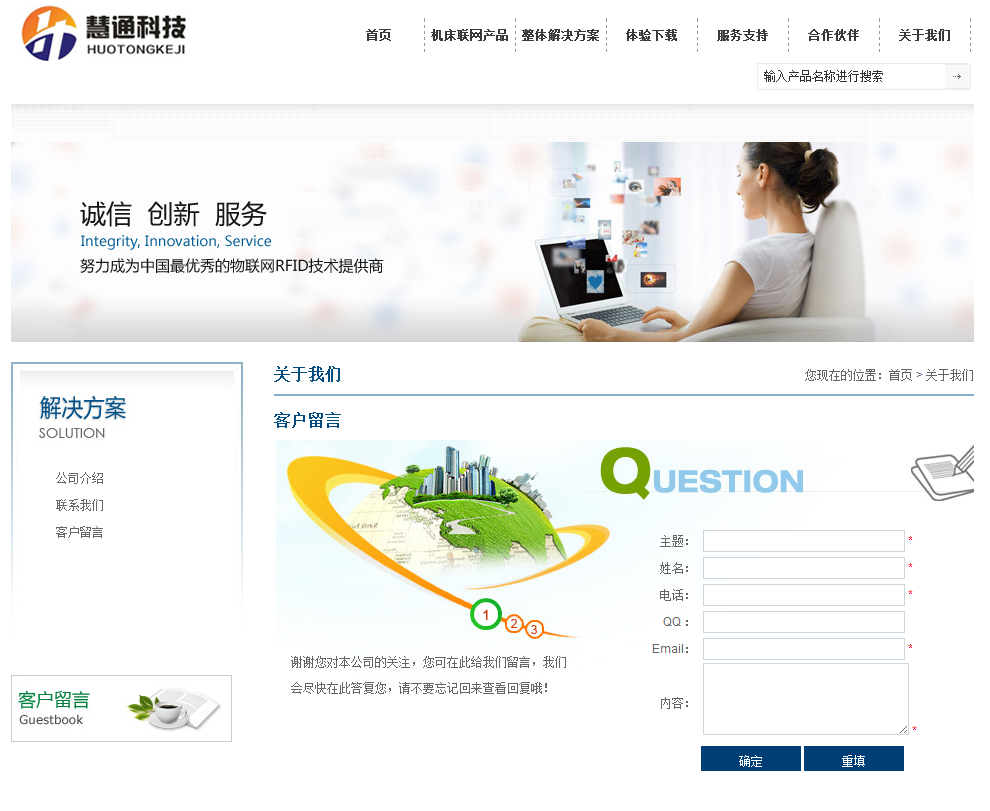 慧通科技
HUOTONGKEJI
首页 机床联网产品 整体解决方案 体验下载 服务支持 合作伙伴 关于我们
输入产品名称进行搜索
诚信 创新 服务
Integrity, Innovation, Service
努力成为中国最优秀的物联网RFID技术提供商
解决方案
SOLUTION
公司介绍
联系我们
客户留言
客户留言
Guestbook
关于我们
您现在的位置：首页 > 关于我们
客户留言
QUESTION
1 2 3
谢谢您对本公司的关注，您可在此给我们留言，我们
会尽快在此答复您，请不要忘记回来查看回复哦！
主题： *
姓名： *
电话： *
QQ：
Email： *
内容： *
确定 重填